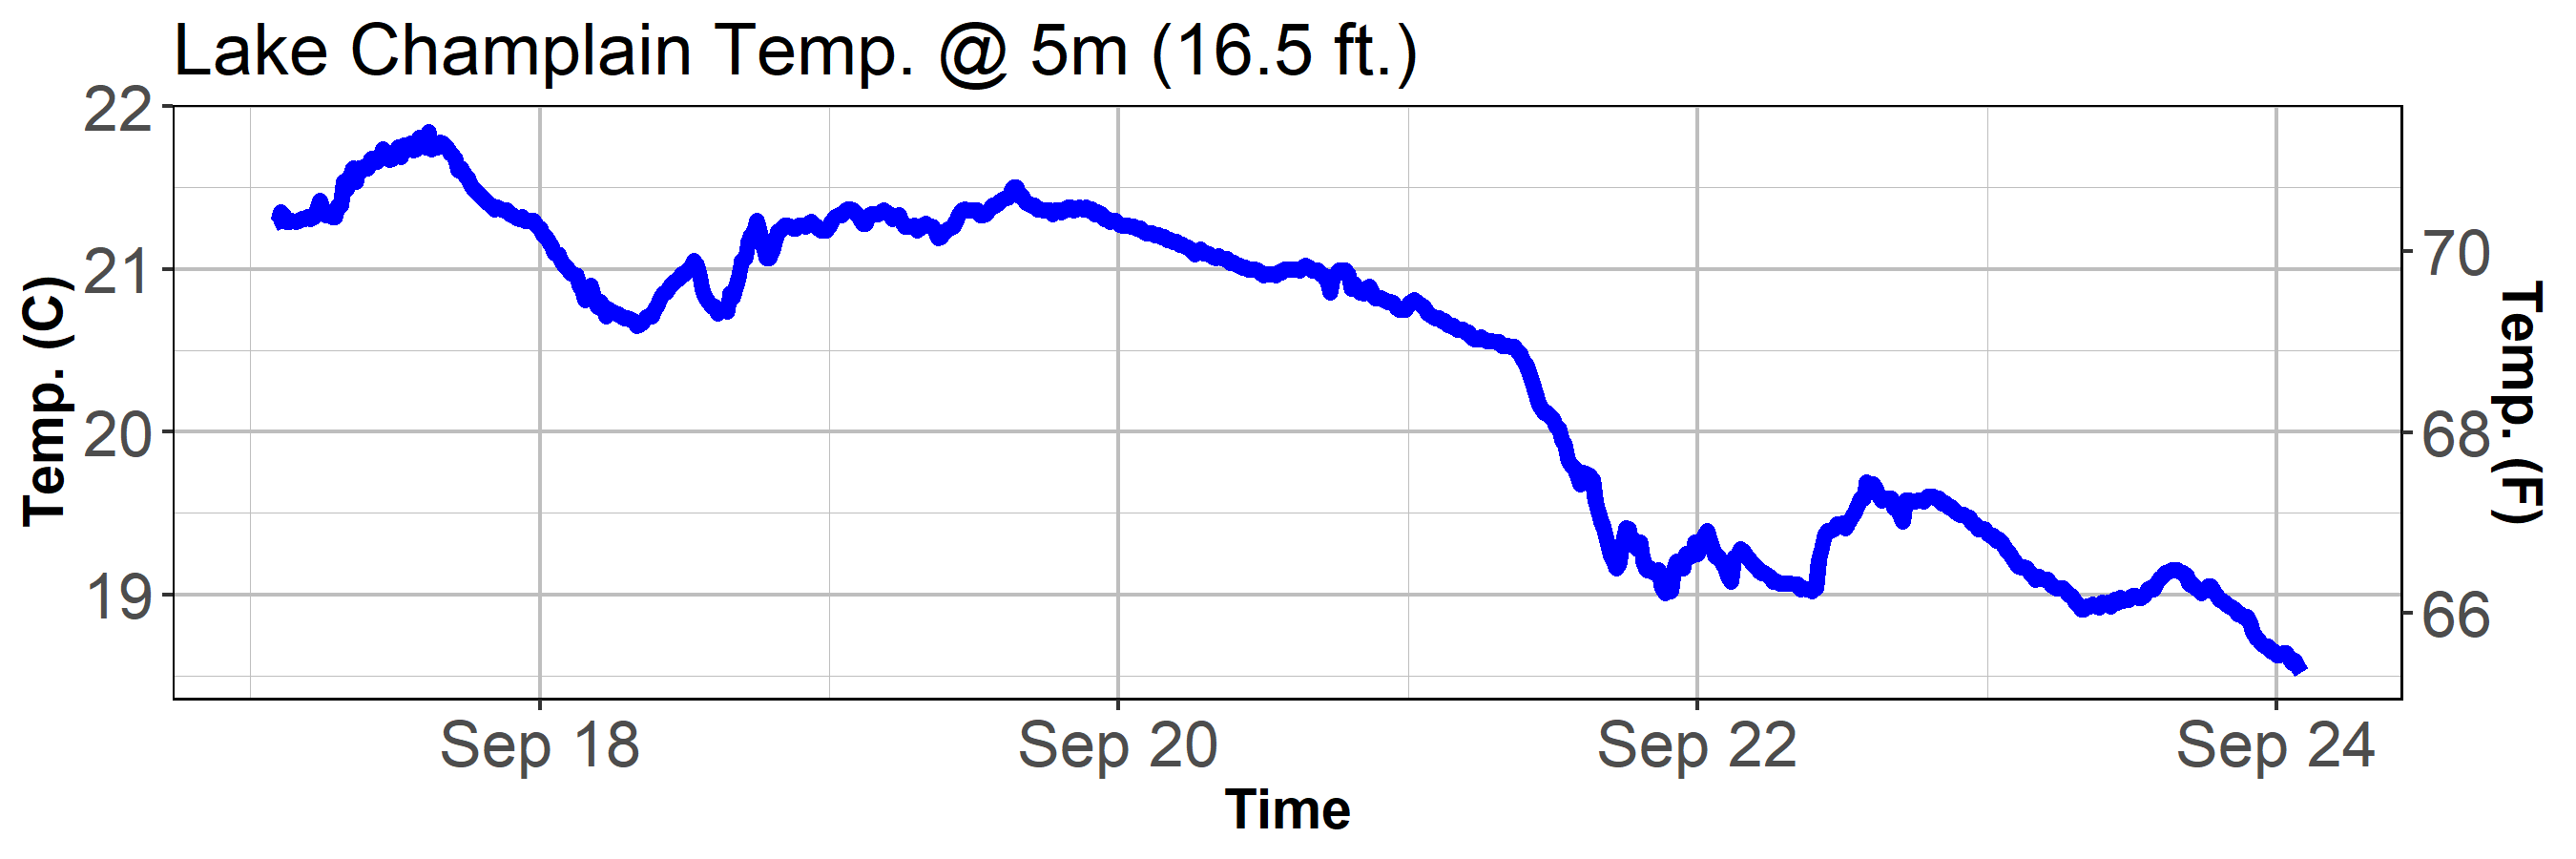 Lake Champlain Temp. @ 5m (16.5 ft.)
22
21
20
19
Temp. (C)
70
68
66
Temp. (F)
Sep 18 Sep 20 Sep 22 Sep 24
Time